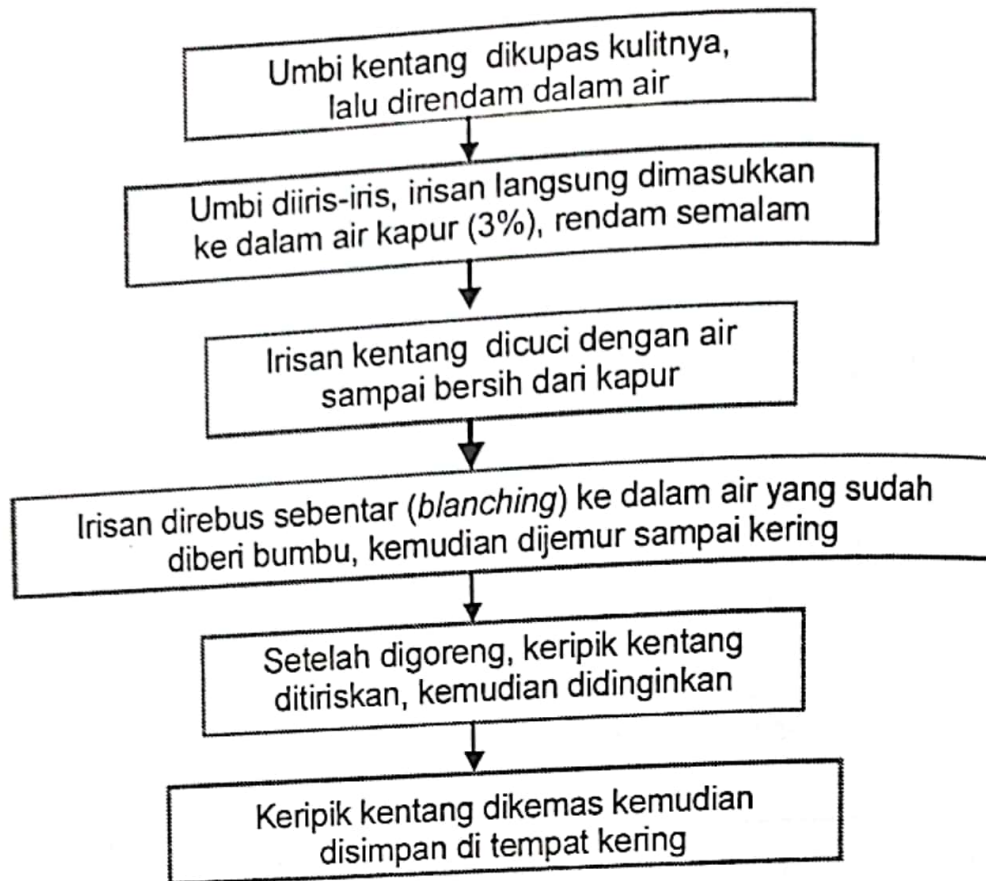 Umbi kentang dikupas kulitnya,
lalu direndam dalam air
Umbi diiris-iris, irisan langsung dimasukkan
ke dalam air kapur (3%), rendam semalam
Irisan kentang dicuci dengan air
sampai bersih dari kapur
Irisan direbus sebentar (blanching) ke dalam air yang sudah
diberi bumbu, kemudian dijemur sampai kering
Setelah digoreng, keripik kentang
ditiriskan, kemudian didinginkan
Keripik kentang dikemas kemudian
disimpan di tempat kering